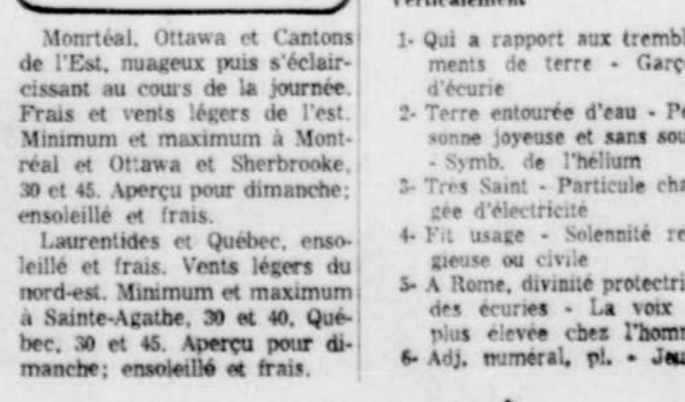 Monrtéal, Ottawa et Cantons
de l'Est, nuageux puis s'éclair-
cissant au cours de la journée.
Frais et vents légers de l'est.
Minimum et maximum à Mont-
réal et Ottawa et Sherbrooke,
30 et 45. Aperçu pour dimanche;
ensoleillé et frais.
Laurentides et Québec, enso-
leillé et frais. Vents légers du
nord-est. Minimum et maximum
à Sainte-Agathe, 30 et 40, Qué-
bec, 30 et 45. Aperçu pour di-
manche; ensoleillé et frais.
Verticalement
1- Qui a rapport aux trembl
ments de terre - Garç
d'écurie
2- Terre entourée d'eau - Pe
sonne joyeuse et sans sou
- Symb. de l'hélium
3- Très Saint - Particule cha
gée d'électricité
4- Fit usage - Solennité re
gieuse ou civile
5- A Rome, divinité protectri
des écuries - La voix
plus élevée chez l'homm
6- Adj. numéral, pl. - Jeu